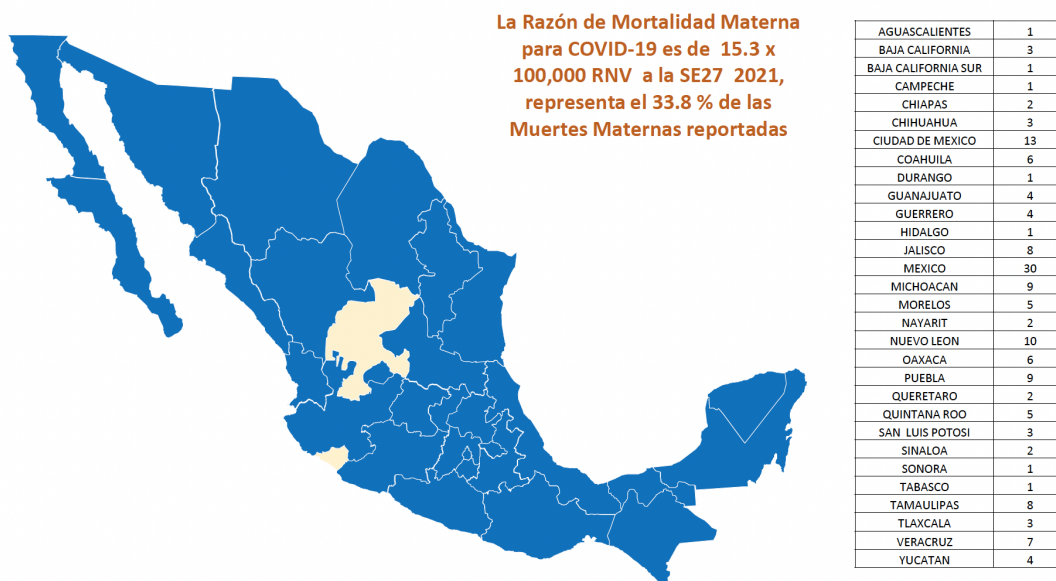 La Razón de Mortalidad Materna
para COVID-19 es de 15.3 x
100,000 RNV a la SE27 2021,
representa el 33.8 % de las
Muertes Maternas reportadas
AGUASCALIENTES 1
BAJA CALIFORNIA 3
BAJA CALIFORNIA SUR 1
CAMPECHE 1
CHIAPAS 2
CHIHUAHUA 3
CIUDAD DE MEXICO 13
COAHUILA 6
DURANGO 1
GUANAJUATO 4
GUERRERO 4
HIDALGO 1
JALISCO 8
MEXICO 30
MICHOACAN 9
MORELOS 5
NAYARIT 2
NUEVO LEON 10
OAXACA 6
PUEBLA 9
QUERETARO 2
QUINTANA ROO 5
SAN LUIS POTOSI 3
SINALOA 2
SONORA 1
TABASCO 1
TAMAULIPAS 8
TLAXCALA 3
VERACRUZ 7
YUCATAN 4